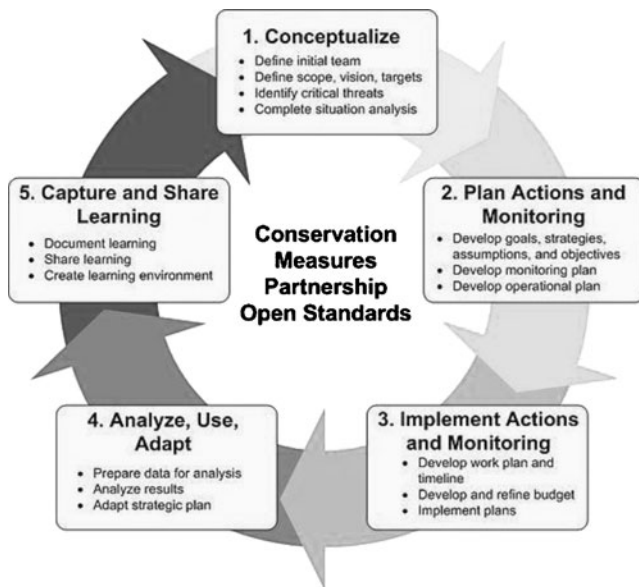 1. Conceptualize
• Define initial team
• Define scope, vision, targets
• Identify critical threats
• Complete situation analysis
2. Plan Actions and
Monitoring
• Develop goals, strategies,
assumptions, and objectives
• Develop monitoring plan
• Develop operational plan
3. Implement Actions
and Monitoring
• Develop work plan and
timeline
• Develop and refine budget
• Implement plans
4. Analyze, Use,
Adapt
• Prepare data for analysis
• Analyze results
• Adapt strategic plan
5. Capture and Share
Learning
• Document learning
• Share learning
• Create learning environment
Conservation
Measures
Partnership
Open Standards